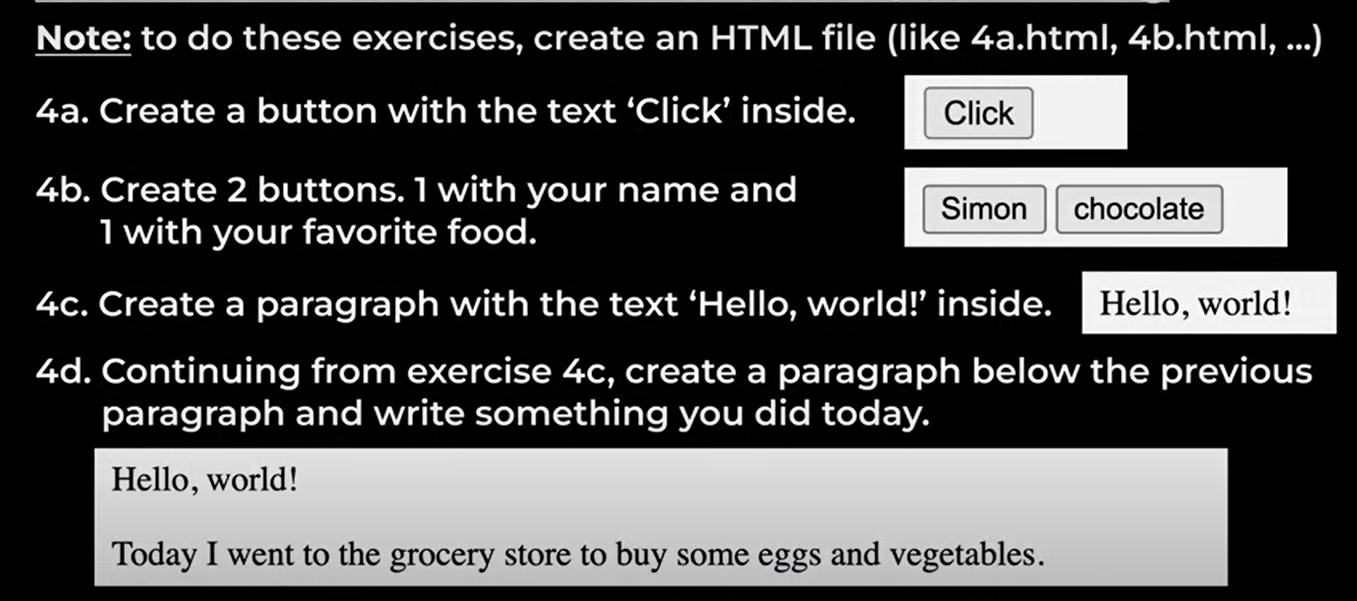 Note: to do these exercises, create an HTML file (like 4a.html, 4b.html, ...)
4a. Create a button with the text ‘Click’ inside.
Click
4b. Create 2 buttons. 1 with your name and
1 with your favorite food.
Simon
chocolate
4c. Create a paragraph with the text ‘Hello, world!’ inside.
Hello, world!
4d. Continuing from exercise 4c, create a paragraph below the previous
paragraph and write something you did today.
Hello, world!
Today I went to the grocery store to buy some eggs and vegetables.